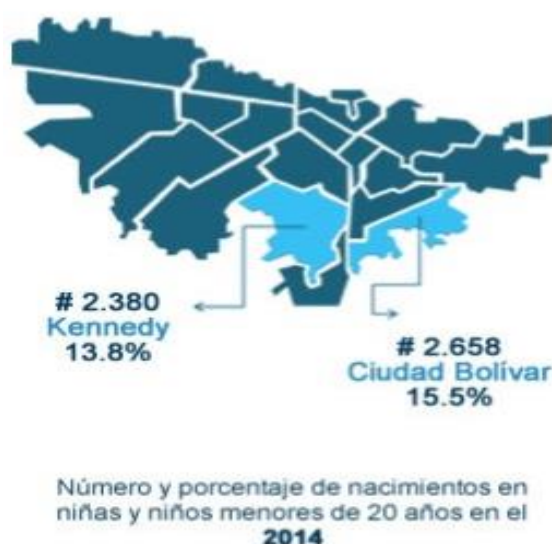 # 2.380
Kennedy
13.8%
# 2.658
Ciudad Bolívar
15.5%
Número y porcentaje de nacimientos en
niñas y niños menores de 20 años en el
2014